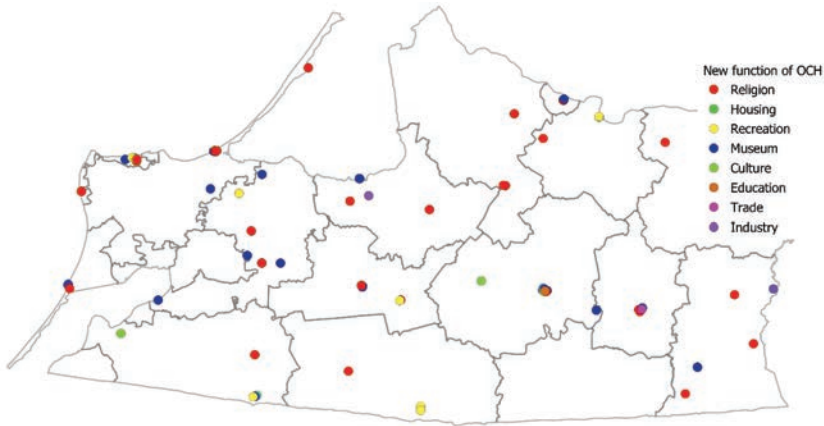 New function of OCH
Religion
Housing
Recreation
Museum
Culture
Education
Trade
Industry